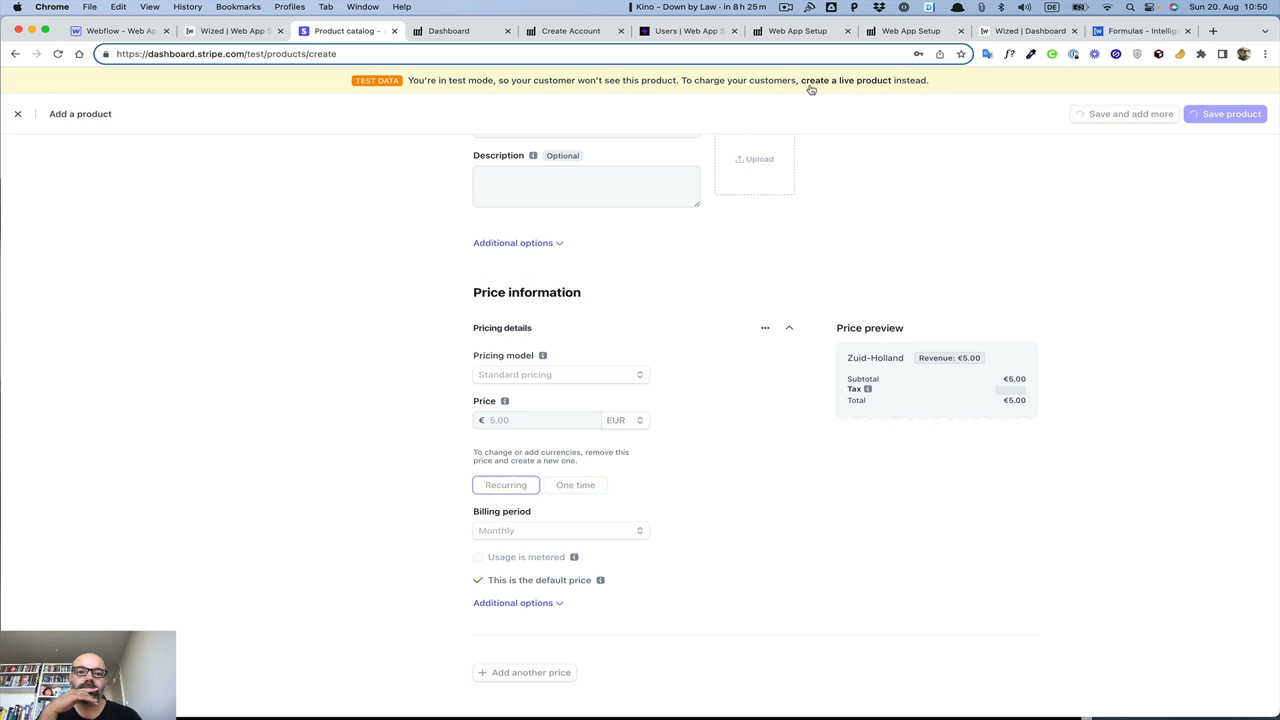 Chrome File Edit View History Bookmarks Profiles Tab Window Help Kino - Down by Law • in 8 h 25 m DE Sun 20. Aug 10:50
Webflow - Web Ap Wized | Web App S Product catalog – Dashboard Create Account Users | Web App S Web App Setup Web App Setup Wized | Dashboard Formulas - Intellig
https://dashboard.stripe.com/test/products/create
TEST DATA You're in test mode, so your customer won't see this product. To charge your customers, create a live product instead.
Add a product Save and add more Save product
Description Optional
Upload
Additional options
Price information
Pricing details
Price preview
Pricing model
Zuid-Holland Revenue: €5.00
Standard pricing
Subtotal €5.00
Tax
Price
Total €5.00
€ 5.00 EUR
To change or add currencies, remove this
price and create a new one.
Recurring One time
Billing period
Monthly
Usage is metered
This is the default price
Additional options
Add another price